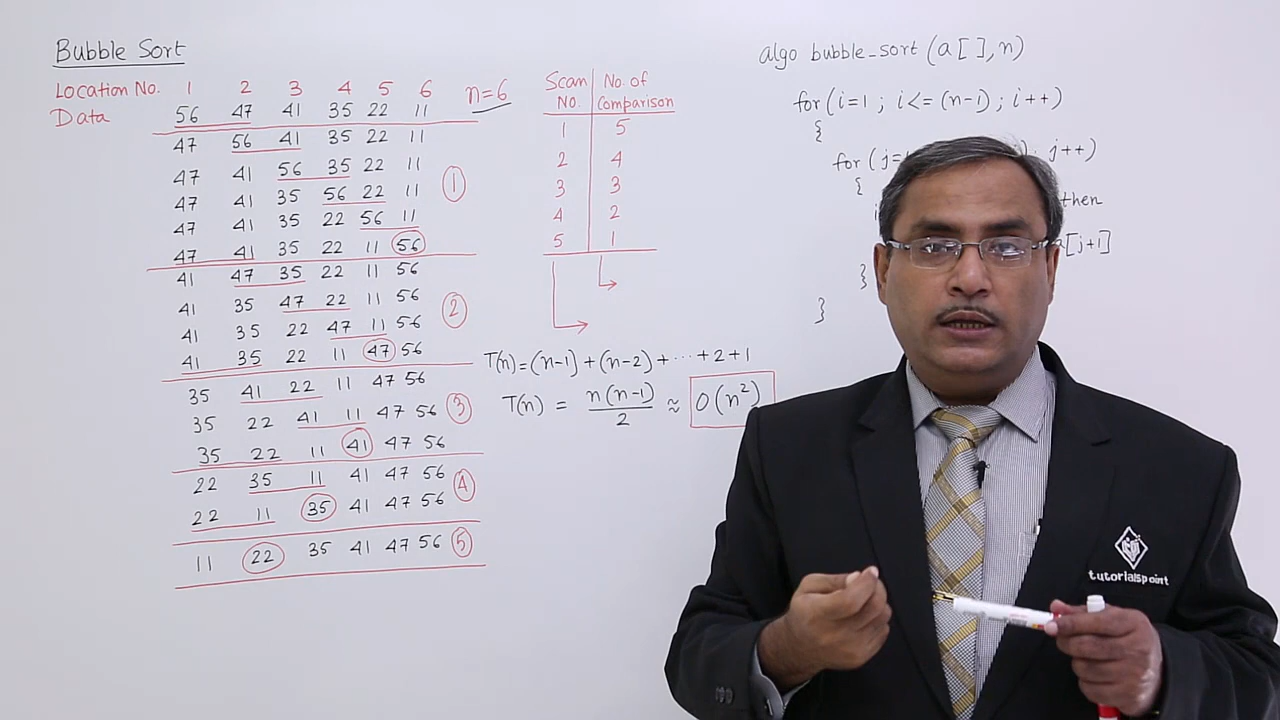 Bubble Sort
Location No. 1 2 3 4 5 6 n=6
Data 56 47 41 35 22 11
47 56 41 35 22 11
47 41 56 35 22 11
47 41 35 56 22 11
47 41 35 22 56 11
47 41 35 22 11 56
1
41 47 35 22 11 56
41 35 47 22 11 56
41 35 22 47 11 56
41 35 22 11 47 56
2
35 41 22 11 47 56
35 22 41 11 47 56
35 22 11 41 47 56
3
22 35 11 41 47 56
22 11 35 41 47 56
4
11 22 35 41 47 56 5
Scan No. of
No. Comparison
1 5
2 4
3 3
4 2
5 1
T(n)=(n-1)+(n-2)+⋯+2+1
T(n) = n(n-1)/2 ≈ O(n²)
algo bubble_sort(a[],n)
for(i=1; i<=(n-1); i++)
{
for(j= ); j++)
{
then
a[j+1]
}
}
tutorialspoint